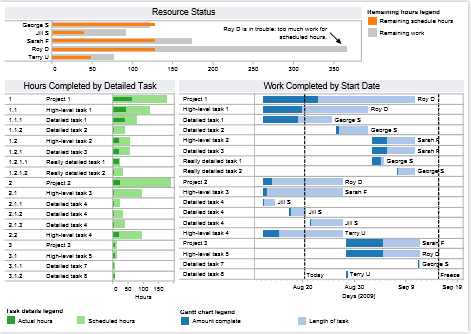 Resource Status
Remaining hours legend
Remaining schedule hours
Remaining work
George S
Jill S
Sarah F
Roy D
Terry U
Roy D is in trouble: too much work for
scheduled hours.
0 50 100 150 200 250 300 350
Hours Completed by Detailed Task
1 Project 1
1.1 High-level task 1
1.1.1 Detailed task 1
1.1.2 Detailed task 2
1.2 High-level task 2
1.2.1 Detailed task 3
1.2.1.1 Really detailed task 1
1.2.1.2 Really detailed task 2
2 Project 2
2.1 High-level task 3
2.1.1 Detailed task 4
2.1.2 Detailed task 4
2.1.3 Detailed task 4
2.2 High-level task 4
3 Project 3
3.1 High-level task 5
3.1.1 Detailed task 7
3.1.2 Detailed task 8
0 50 100 150
Hours
Work Completed by Start Date
Project 1 Roy D
High-level task 1 Roy D
Detailed task 1 George S
Detailed task 2 George S
High-level task 2 Sarah F
Detailed task 3 Sarah F
Really detailed task 1 George S
Really detailed task 2 George S
Project 2 Roy D
High-level task 3 Sarah F
Detailed task 4 Jill S
Detailed task 4 Jill S
Detailed task 4 Jill S
High-level task 4 Terry U
Project 3 Sarah F
High-level task 5 Roy D
Detailed task 7 George S
Detailed task 8 Today Terry U Freeze
Aug 20 Aug 30 Sep 9 Sep 19
Days (2009)
Task details legend
Actual hours
Scheduled hours
Gantt chart legend
Amount complete
Length of task